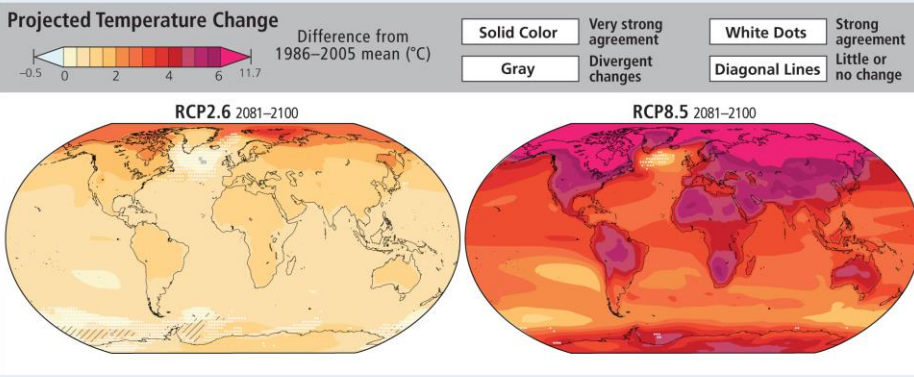 Projected Temperature Change
−0.5 0 2 4 6 11.7
Difference from
1986–2005 mean (°C)
Solid Color
Very strong
agreement
White Dots
Strong
agreement
Gray
Divergent
changes
Diagonal Lines
Little or
no change
RCP2.6 2081–2100
RCP8.5 2081–2100